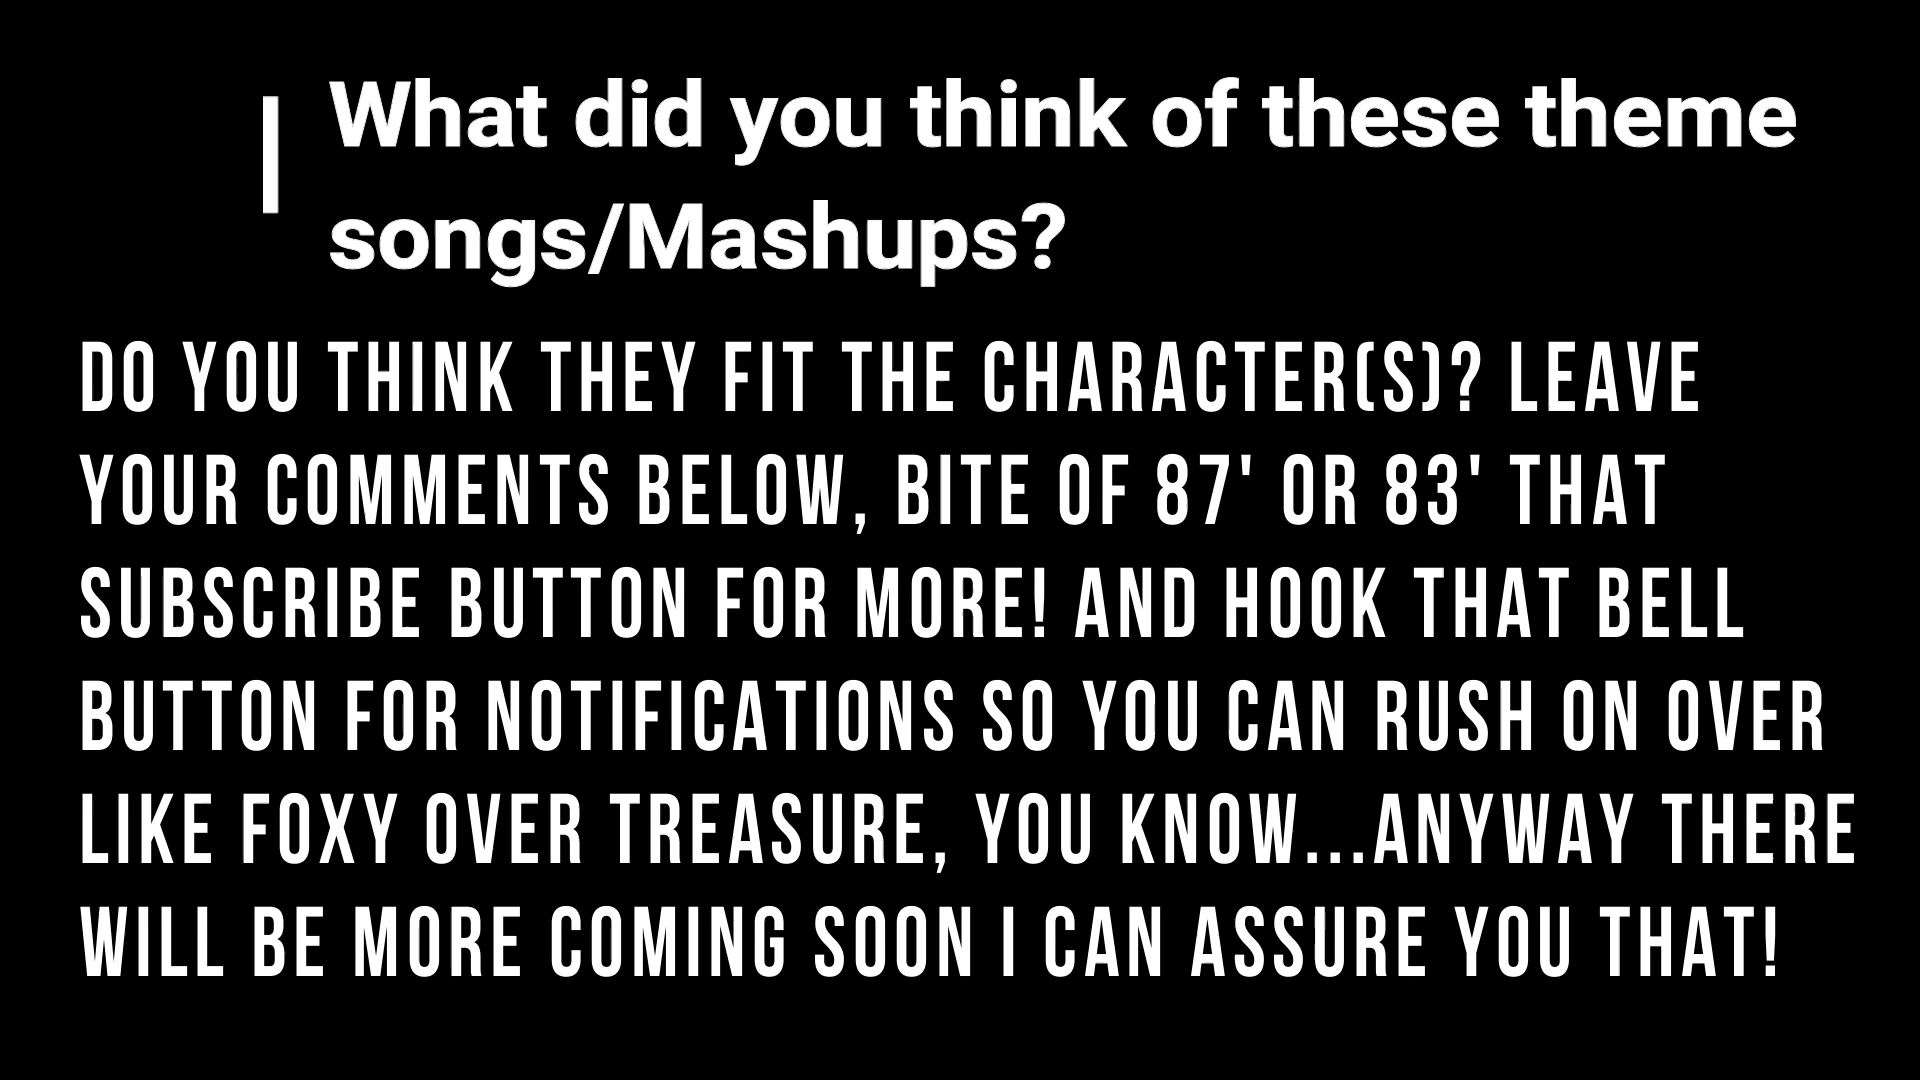 What did you think of these theme
songs/Mashups?
DO YOU THINK THEY FIT THE CHARACTER(S)? LEAVE
YOUR COMMENTS BELOW, BITE OF 87' OR 83' THAT
SUBSCRIBE BUTTON FOR MORE! AND HOOK THAT BELL
BUTTON FOR NOTIFICATIONS SO YOU CAN RUSH ON OVER
LIKE FOXY OVER TREASURE, YOU KNOW...ANYWAY THERE
WILL BE MORE COMING SOON I CAN ASSURE YOU THAT!